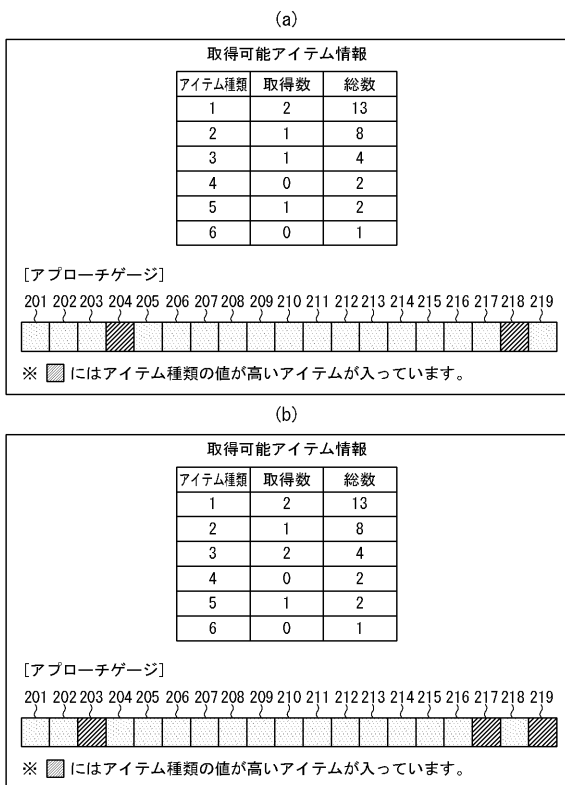 (a)
取得可能アイテム情報
アイテム種類 取得数 総数
1 2 13
2 1 8
3 1 4
4 0 2
5 1 2
6 0 1
[アプローチゲージ]
201 202 203 204 205 206 207 208 209 210 211 212 213 214 215 216 217 218 219
※ にはアイテム種類の値が高いアイテムが入っています。
(b)
取得可能アイテム情報
アイテム種類 取得数 総数
1 2 13
2 1 8
3 2 4
4 0 2
5 1 2
6 0 1
[アプローチゲージ]
201 202 203 204 205 206 207 208 209 210 211 212 213 214 215 216 217 218 219
※ にはアイテム種類の値が高いアイテムが入っています。